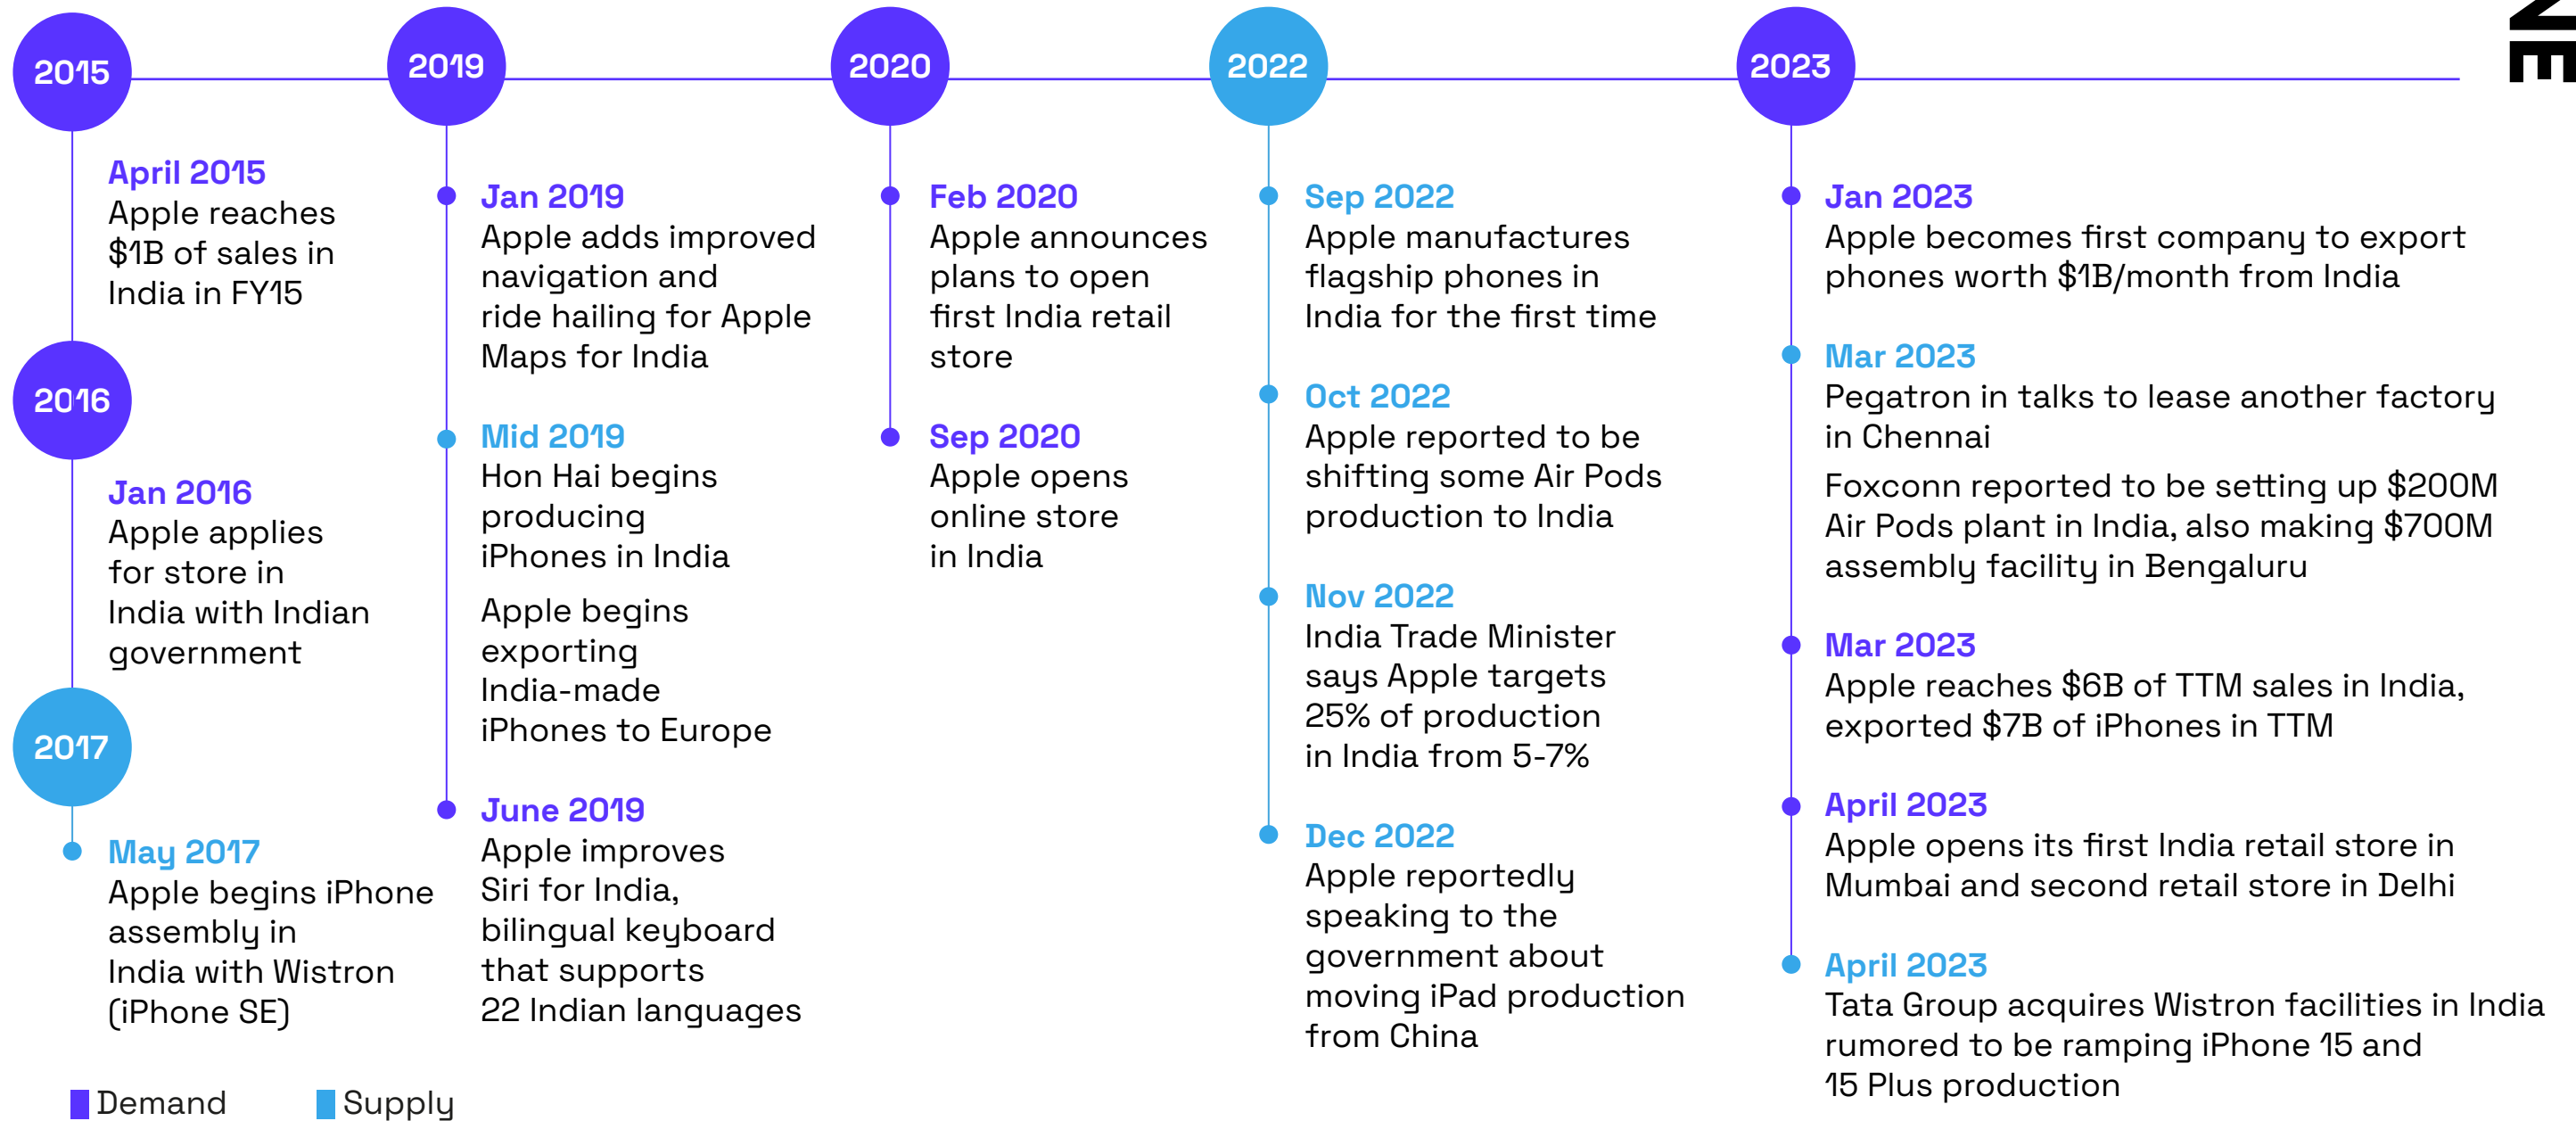 2015
April 2015
Apple reaches
$1B of sales in
India in FY15
2016
Jan 2016
Apple applies
for store in
India with Indian
government
2017
May 2017
Apple begins iPhone
assembly in
India with Wistron
(iPhone SE)
2019
Jan 2019
Apple adds improved
navigation and
ride hailing for Apple
Maps for India
Mid 2019
Hon Hai begins
producing
iPhones in India
Apple begins
exporting
India-made
iPhones to Europe
June 2019
Apple improves
Siri for India,
bilingual keyboard
that supports
22 Indian languages
2020
Feb 2020
Apple announces
plans to open
first India retail
store
Sep 2020
Apple opens
online store
in India
2022
Sep 2022
Apple manufactures
flagship phones in
India for the first time
Oct 2022
Apple reported to be
shifting some Air Pods
production to India
Nov 2022
India Trade Minister
says Apple targets
25% of production
in India from 5-7%
Dec 2022
Apple reportedly
speaking to the
government about
moving iPad production
from China
2023
Jan 2023
Apple becomes first company to export
phones worth $1B/month from India
Mar 2023
Pegatron in talks to lease another factory
in Chennai
Foxconn reported to be setting up $200M
Air Pods plant in India, also making $700M
assembly facility in Bengaluru
Mar 2023
Apple reaches $6B of TTM sales in India,
exported $7B of iPhones in TTM
April 2023
Apple opens its first India retail store in
Mumbai and second retail store in Delhi
April 2023
Tata Group acquires Wistron facilities in India
rumored to be ramping iPhone 15 and
15 Plus production
Demand
Supply